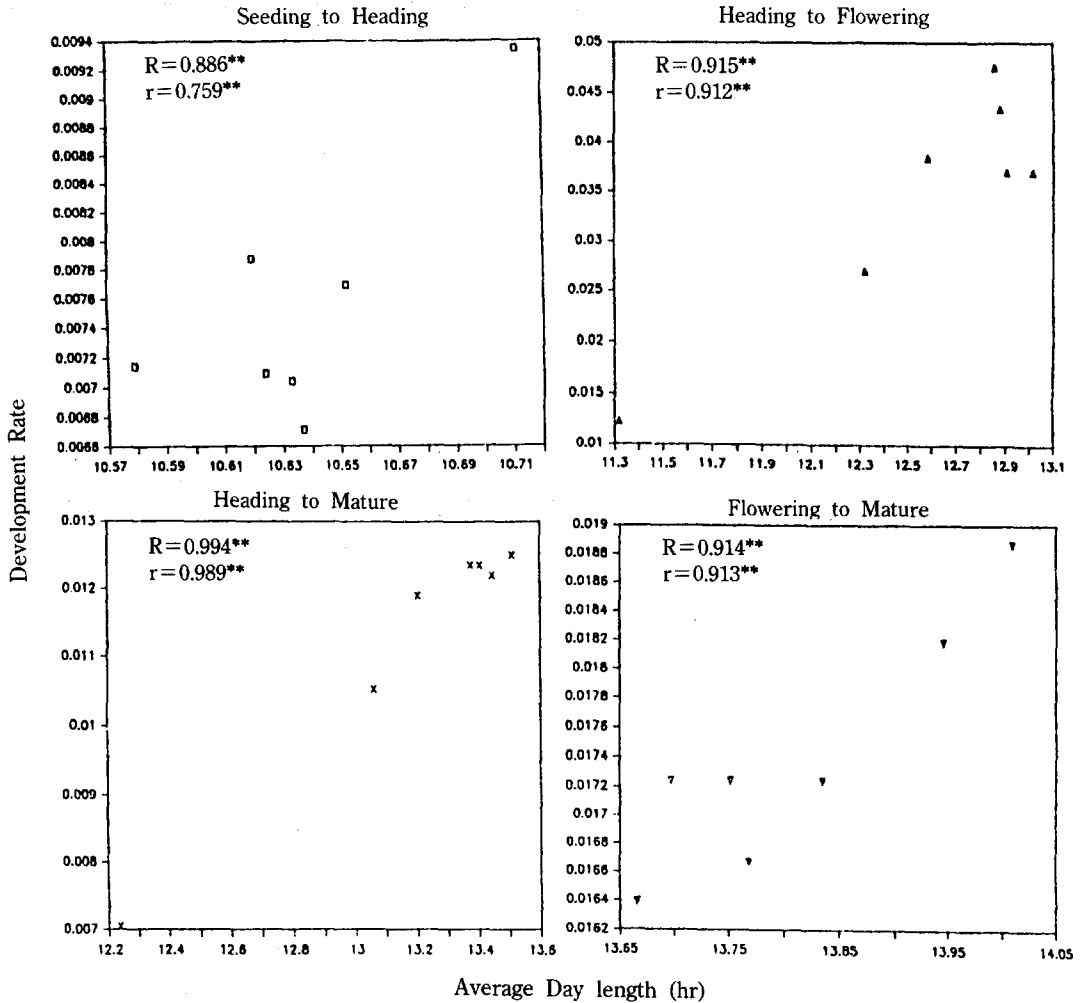 Seeding to Heading
R=0.886**
r=0.759**
0.0094
0.0092
0.009
0.0088
0.0086
0.0084
0.0082
0.008
0.0078
0.0076
0.0074
0.0072
0.007
0.0068
0.0066
10.57 10.59 10.61 10.63 10.65 10.67 10.69 10.71
Heading to Flowering
R=0.915**
r=0.912**
0.05
0.045
0.04
0.035
0.03
0.025
0.02
0.015
0.01
11.3 11.5 11.7 11.9 12.1 12.3 12.5 12.7 12.9 13.1
Development Rate
Heading to Mature
R=0.994**
r=0.989**
0.013
0.012
0.011
0.01
0.009
0.008
0.007
12.2 12.4 12.6 12.8 13 13.2 13.4 13.6
Flowering to Mature
R=0.914**
r=0.913**
0.019
0.0188
0.0186
0.0184
0.0182
0.018
0.0178
0.0176
0.0174
0.0172
0.017
0.0168
0.0166
0.0164
0.0162
13.65 13.75 13.85 13.95 14.05
Average Day length (hr)